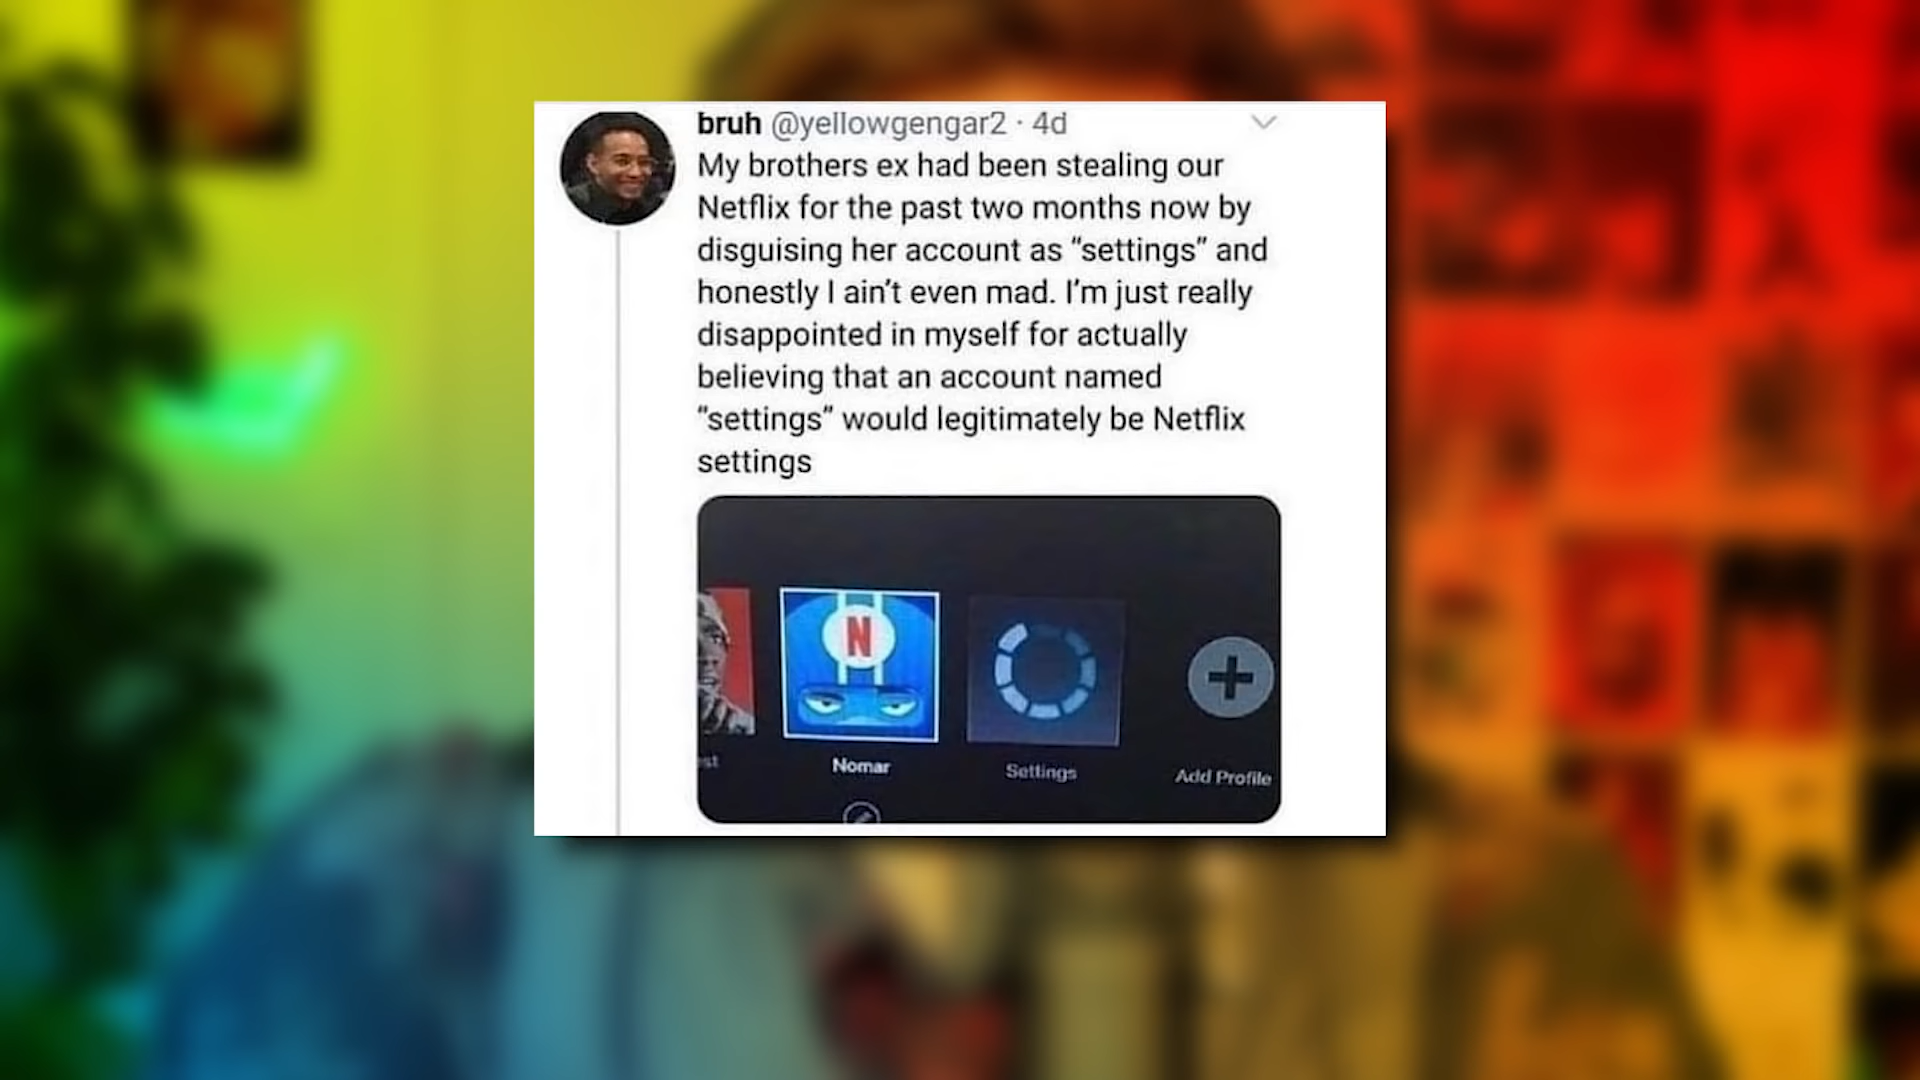 bruh @yellowgengar2 · 4d
My brothers ex had been stealing our
Netflix for the past two months now by
disguising her account as “settings” and
honestly I ain’t even mad. I’m just really
disappointed in myself for actually
believing that an account named
“settings” would legitimately be Netflix
settings
N
st Nomar Settings Add Profile